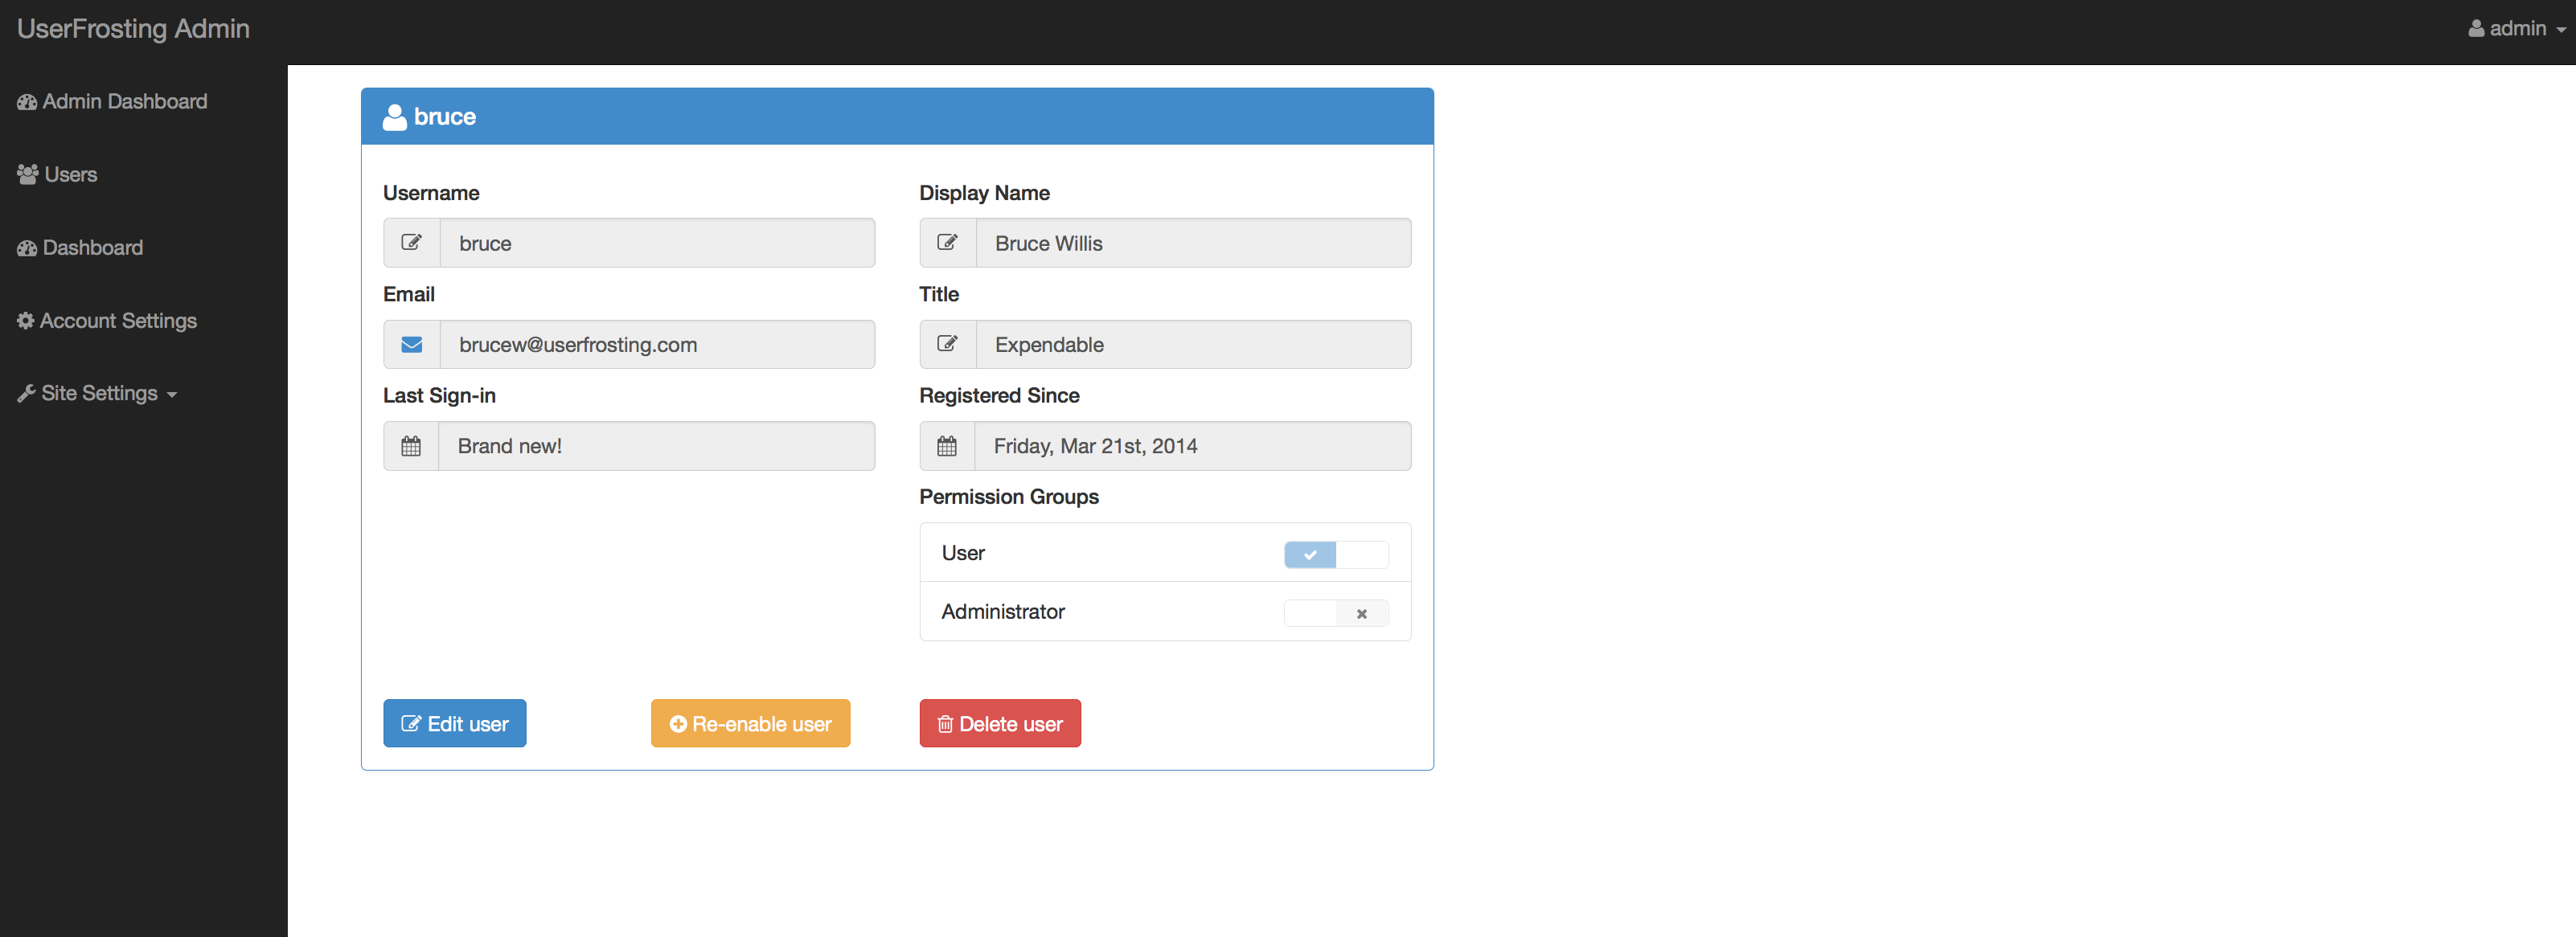 UserFrosting Admin
admin
Admin Dashboard
Users
Dashboard
Account Settings
Site Settings
bruce
Username
Display Name
bruce
Bruce Willis
Email
Title
brucew@userfrosting.com
Expendable
Last Sign-in
Registered Since
Brand new!
Friday, Mar 21st, 2014
Permission Groups
User
Administrator
Edit user
Re-enable user
Delete user